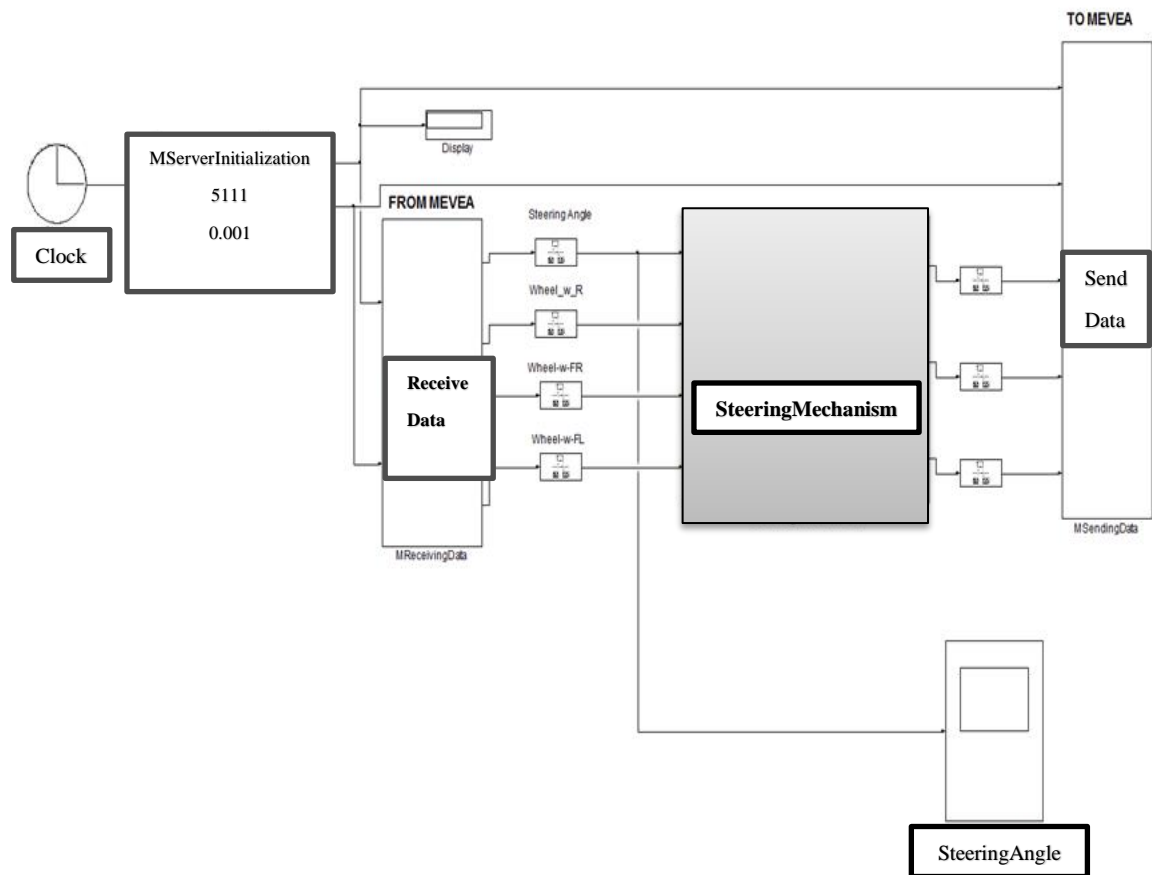 TO MEVEA
MServerInitialization
5111
0.001
Display
Clock
FROM MEVEA
Steering Angle
Wheel_w_R
Wheel-w-FR
Wheel-w-FL
Receive
Data
MReceivingData
SteeringMechanism
Send
Data
MSendingData
SteeringAngle